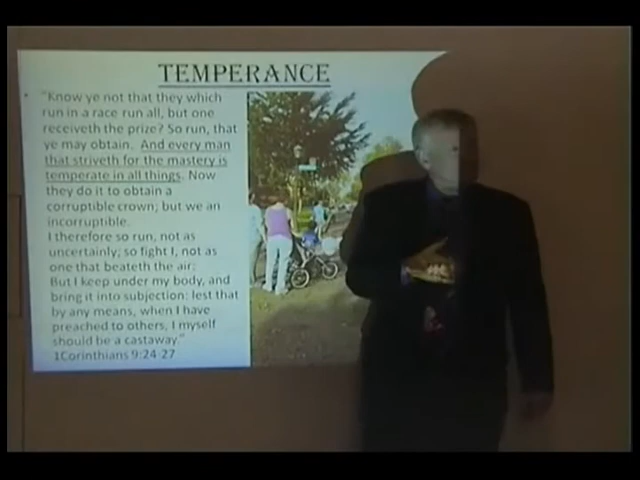 TEMPERANCE
"Know ye not that they which
run in a race run all, but one
receiveth the prize? So run, that
ye may obtain. And every man
that striveth for the mastery is
temperate in all things. Now
they do it to obtain a
corruptible crown; but we an
incorruptible.
I therefore so run, not as
uncertainly; so fight I, not as
one that beateth the air:
But I keep under my body, and
bring it into subjection: lest that
by any means, when I have
preached to others, I myself
should be a castaway."
1Corinthians 9:24-27